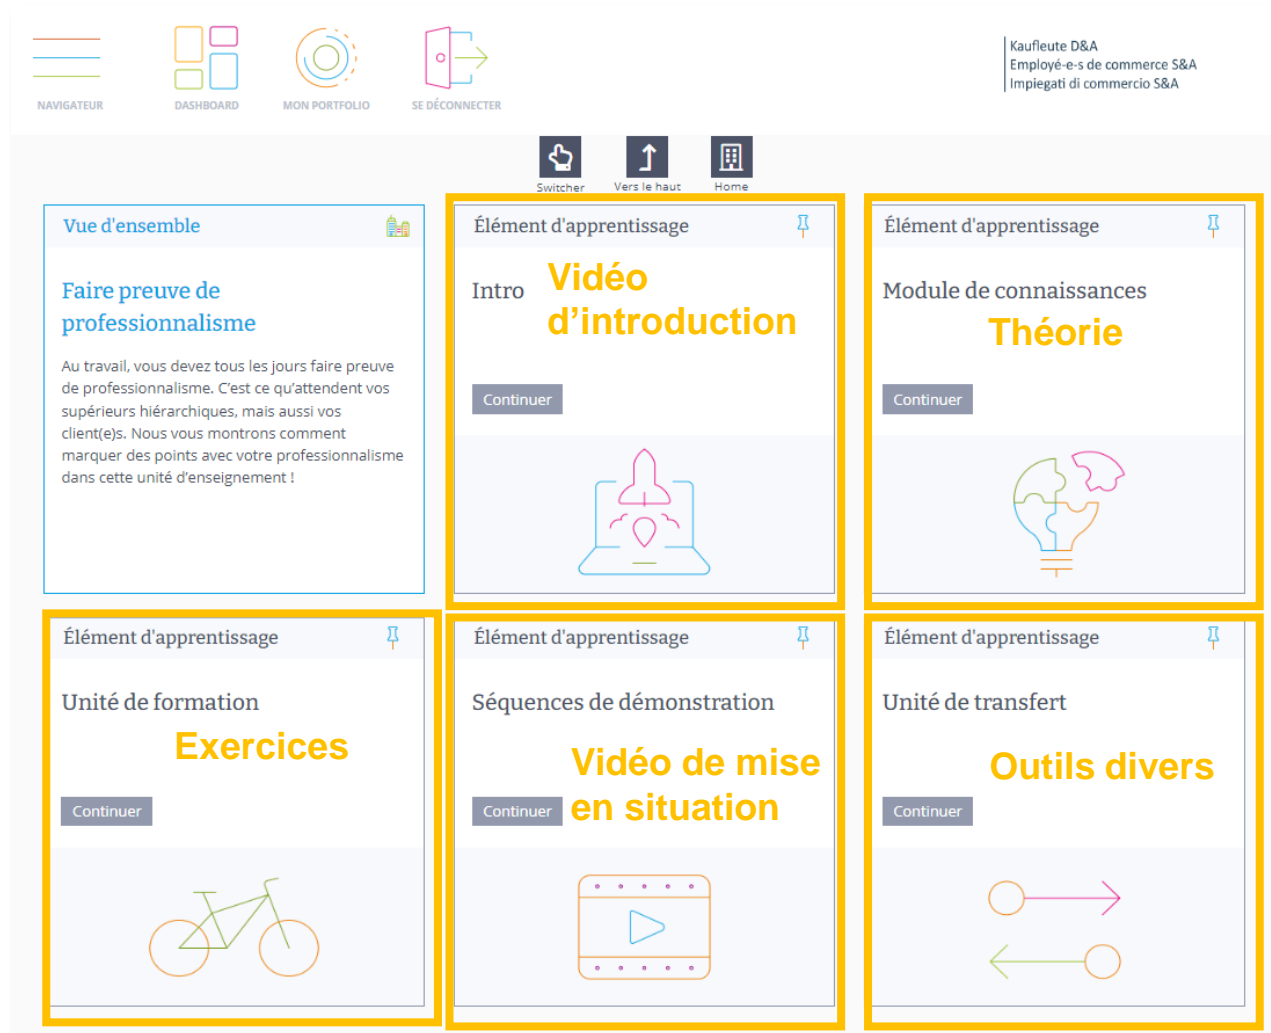 NAVIGATEUR
DASHBOARD
MON PORTFOLIO
SE DÉCONNECTER
Kaufleute D&A
Employé-e-s de commerce S&A
Impiegati di commercio S&A
Switcher
Vers le haut
Home
Vue d'ensemble
Faire preuve de
professionnalisme
Au travail, vous devez tous les jours faire preuve
de professionnalisme. C’est ce qu’attendent vos
supérieurs hiérarchiques, mais aussi vos
client(e)s. Nous vous montrons comment
marquer des points avec votre professionnalisme
dans cette unité d’enseignement !
Élément d'apprentissage
Intro
Vidéo
d’introduction
Continuer
Élément d'apprentissage
Module de connaissances
Théorie
Continuer
Élément d'apprentissage
Unité de formation
Exercices
Continuer
Élément d'apprentissage
Séquences de démonstration
Vidéo de mise
en situation
Continuer
Élément d'apprentissage
Unité de transfert
Outils divers
Continuer